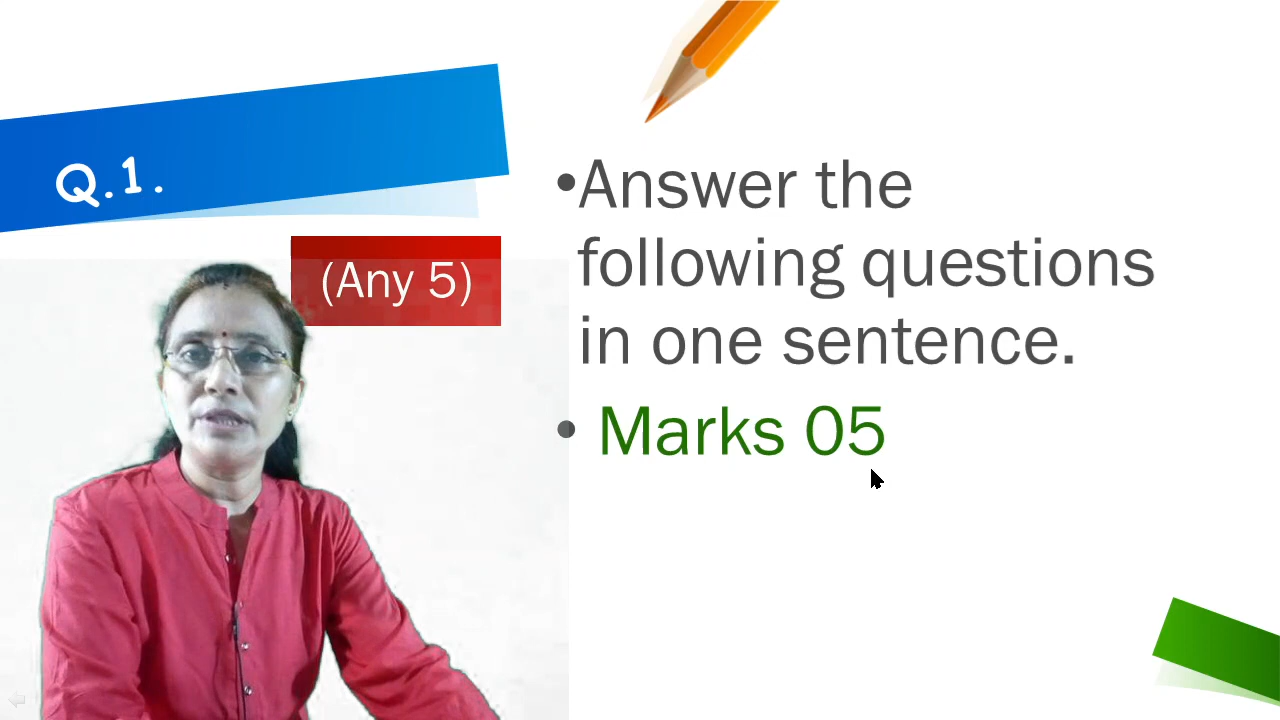 Q.1.
(Any 5)
•Answer the
following questions
in one sentence.
• Marks 05